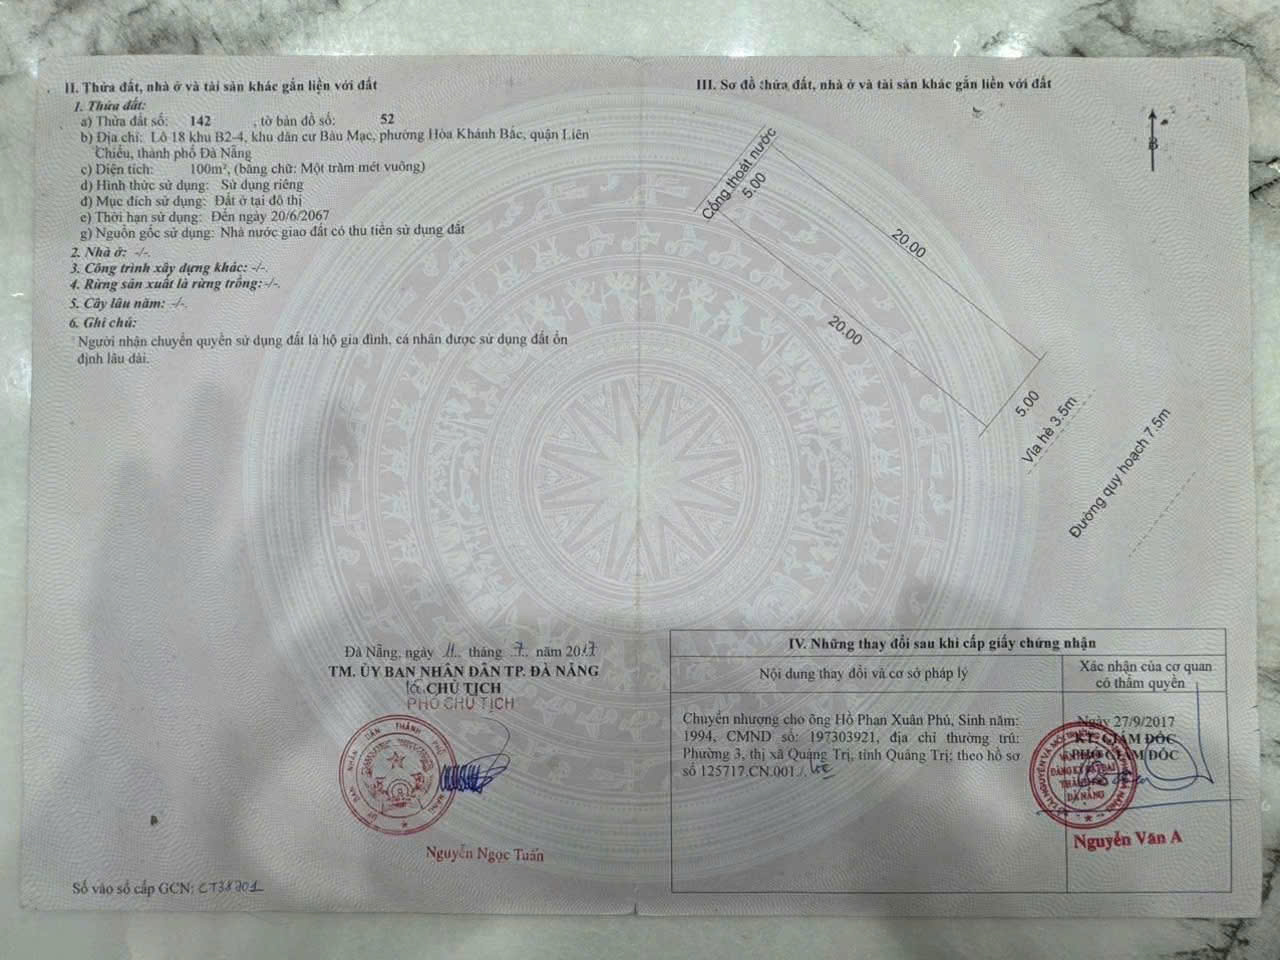 II. Thửa đất, nhà ở và tài sản khác gắn liền với đất
1. Thửa đất:
a) Thửa đất số: 142 , tờ bản đồ số: 52
b) Địa chỉ: Lô 18 khu B2-4, khu dân cư Bàu Mạc, phường Hòa Khánh Bắc, quận Liên
Chiểu, thành phố Đà Nẵng
c) Diện tích: 100m², (bằng chữ: Một trăm mét vuông)
d) Hình thức sử dụng: Sử dụng riêng
đ) Mục đích sử dụng: Đất ở tại đô thị
e) Thời hạn sử dụng: Đến ngày 20/6/2067
g) Nguồn gốc sử dụng: Nhà nước giao đất có thu tiền sử dụng đất
2. Nhà ở: -/-.
3. Công trình xây dựng khác: -/-.
4. Rừng sản xuất là rừng trồng: -/-.
5. Cây lâu năm: -/-.
6. Ghi chú:
Người nhận chuyển quyền sử dụng đất là hộ gia đình, cá nhân được sử dụng đất ổn
định lâu dài.
Đà Nẵng, ngày 11 tháng 7 năm 2017
TM. ỦY BAN NHÂN DÂN TP. ĐÀ NẴNG
KT. CHỦ TỊCH
PHÓ CHỦ TỊCH
Nguyễn Ngọc Tuấn
Số vào sổ cấp GCN: CT38701
III. Sơ đồ thửa đất, nhà ở và tài sản khác gắn liền với đất
B
Cống thoát nước
5.00
20.00
20.00
5.00
Vỉa hè 3.5m
Đường quy hoạch 7.5m
IV. Những thay đổi sau khi cấp giấy chứng nhận
Nội dung thay đổi và cơ sở pháp lý
Xác nhận của cơ quan
có thẩm quyền
Chuyển nhượng cho ông Hồ Phan Xuân Phú, Sinh năm:
1994, CMND số: 197303921, địa chỉ thường trú:
Phường 3, thị xã Quảng Trị, tỉnh Quảng Trị; theo hồ sơ
số 125717.CN.001./.
Ngày 27/9/2017
KT. GIÁM ĐỐC
PHÓ GIÁM ĐỐC
ĐĂNG KÝ ĐẤT ĐAI
THÀNH PHỐ
ĐÀ NẴNG
Nguyễn Văn A